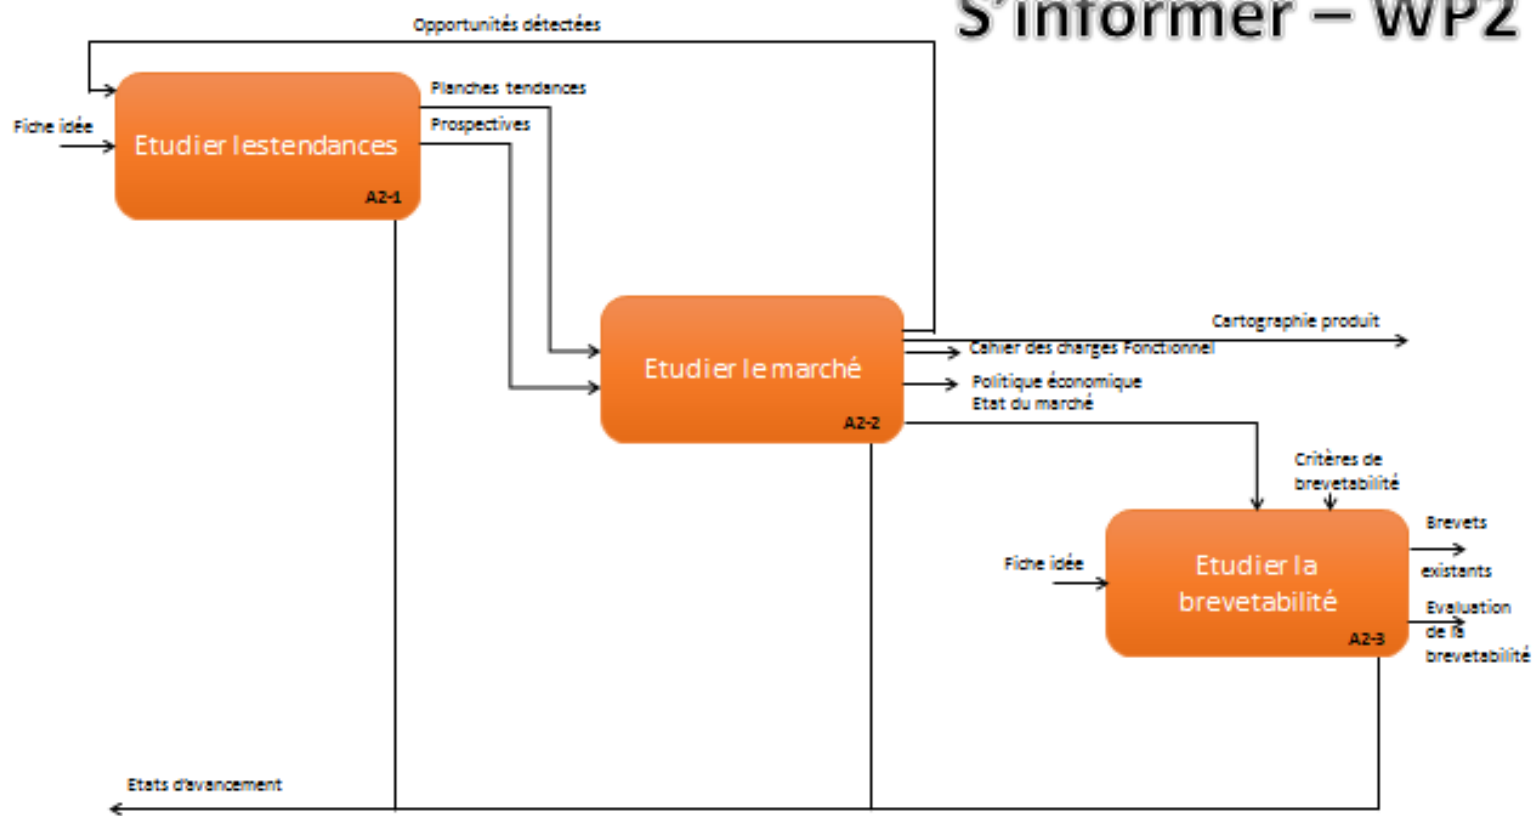 S'informer – WP2
Opportunités détectées
Planches tendances
Fiche idée
Prospectives
Etudier lestendances
A2-1
Cartographie produit
Cahier des charges Fonctionnel
Etudier le marché
Politique économique
Etat du marché
A2-2
Critères de
brevetabilité
Brevets
existants
Fiche idée
Etudier la
brevetabilité
Evaluation
de la
brevetabilité
A2-3
Etats d'avancement